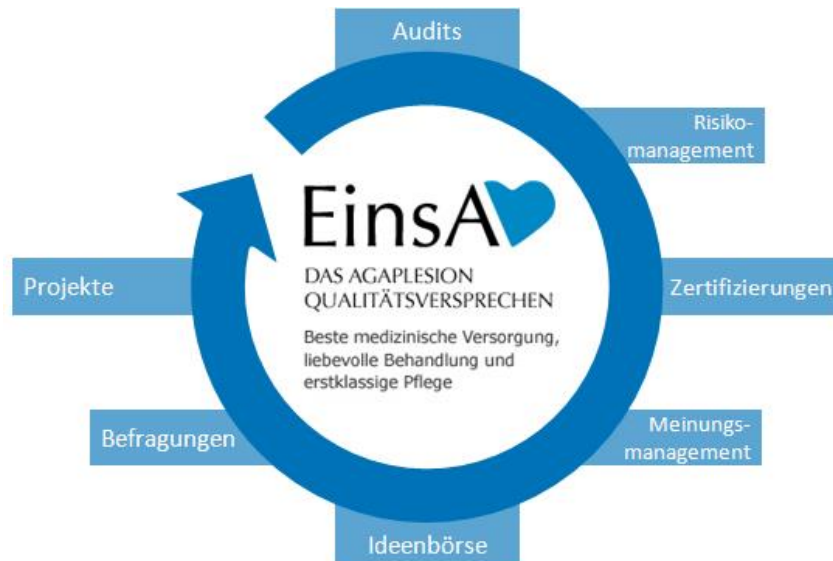 Audits
Risiko-
management
EinsA
DAS AGAPLESION
QUALITÄTSVERSPRECHEN
Beste medizinische Versorgung,
liebevolle Behandlung und
erstklassige Pflege
Projekte
Zertifizierungen
Befragungen
Meinungs-
management
Ideenbörse